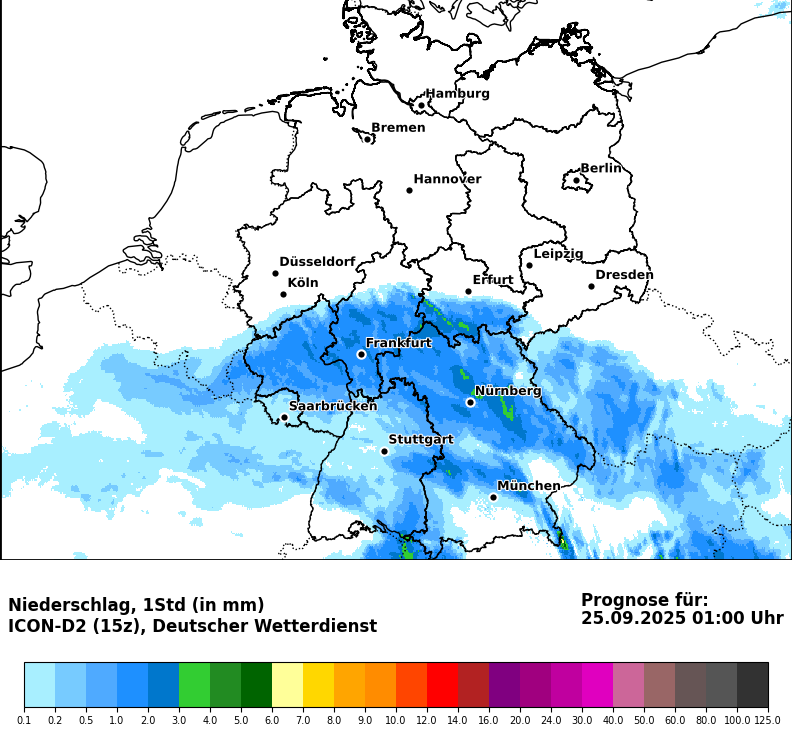 Hamburg
Bremen
Berlin
Hannover
Leipzig
Düsseldorf
Dresden
Köln
Erfurt
Frankfurt
Nürnberg
Saarbrücken
Stuttgart
München
Niederschlag, 1Std (in mm)
ICON-D2 (15z), Deutscher Wetterdienst
Prognose für:
25.09.2025 01:00 Uhr
0.1 0.2 0.5 1.0 2.0 3.0 4.0 5.0 6.0 7.0 8.0 9.0 10.0 12.0 14.0 16.0 20.0 24.0 30.0 40.0 50.0 60.0 80.0 100.0 125.0